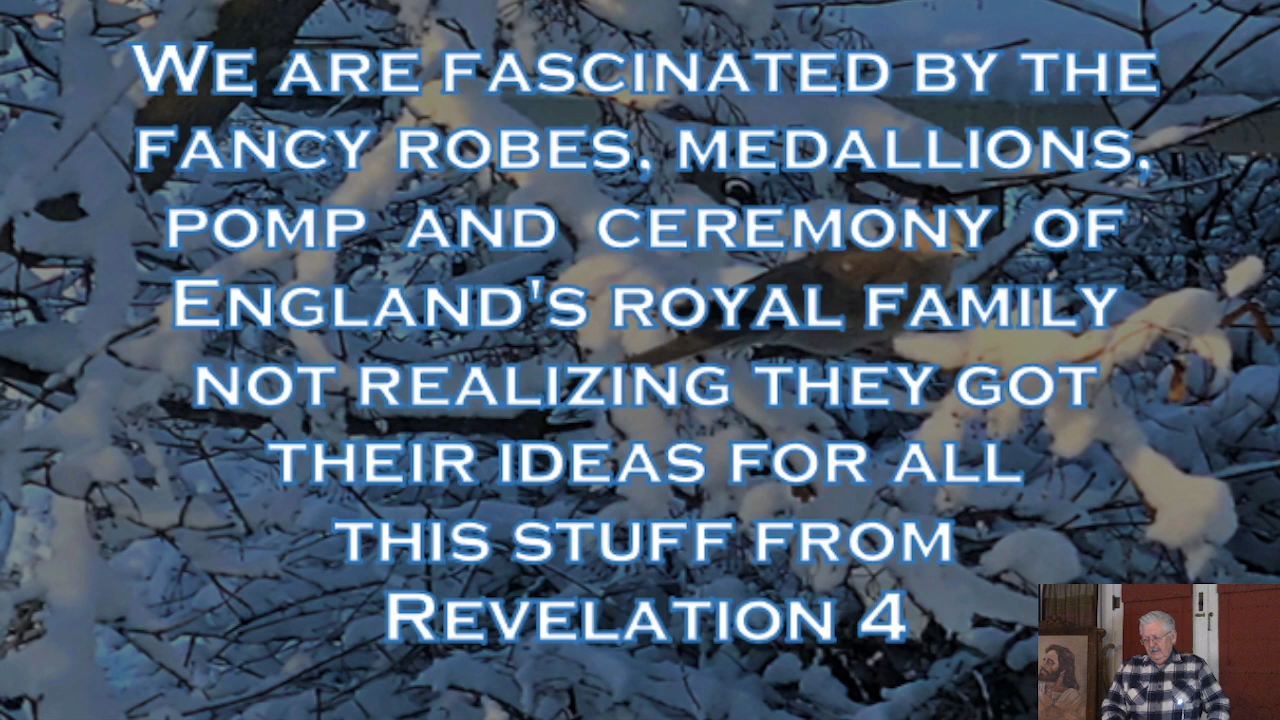 We are fascinated by the
fancy robes, medallions,
pomp and ceremony of
England's royal family
not realizing they got
their ideas for all
this stuff from
Revelation 4